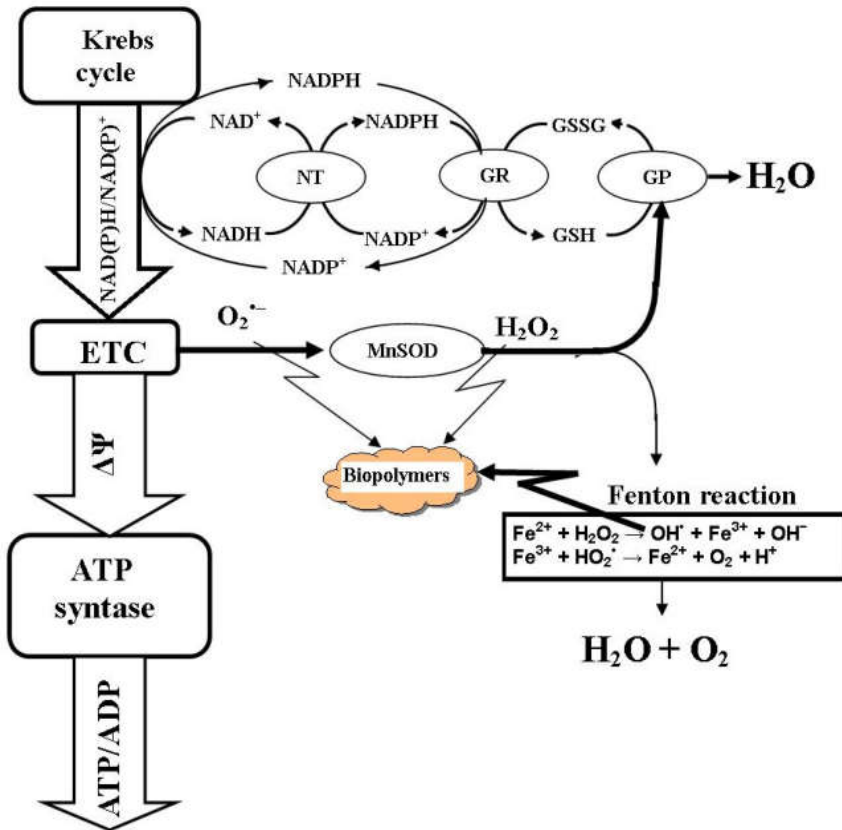 Krebs
cycle
NAD(P)H/NAD(P)⁺
NADPH
NAD⁺
NADPH
GSSG
NT
GR
GP
H₂O
NADH
NADP⁺
GSH
NADP⁺
O₂•⁻
H₂O₂
ETC
MnSOD
ΔΨ
Biopolymers
Fenton reaction
Fe²⁺ + H₂O₂ → OH• + Fe³⁺ + OH⁻
Fe³⁺ + HO₂• → Fe²⁺ + O₂ + H⁺
ATP
syntase
H₂O + O₂
ATP/ADP